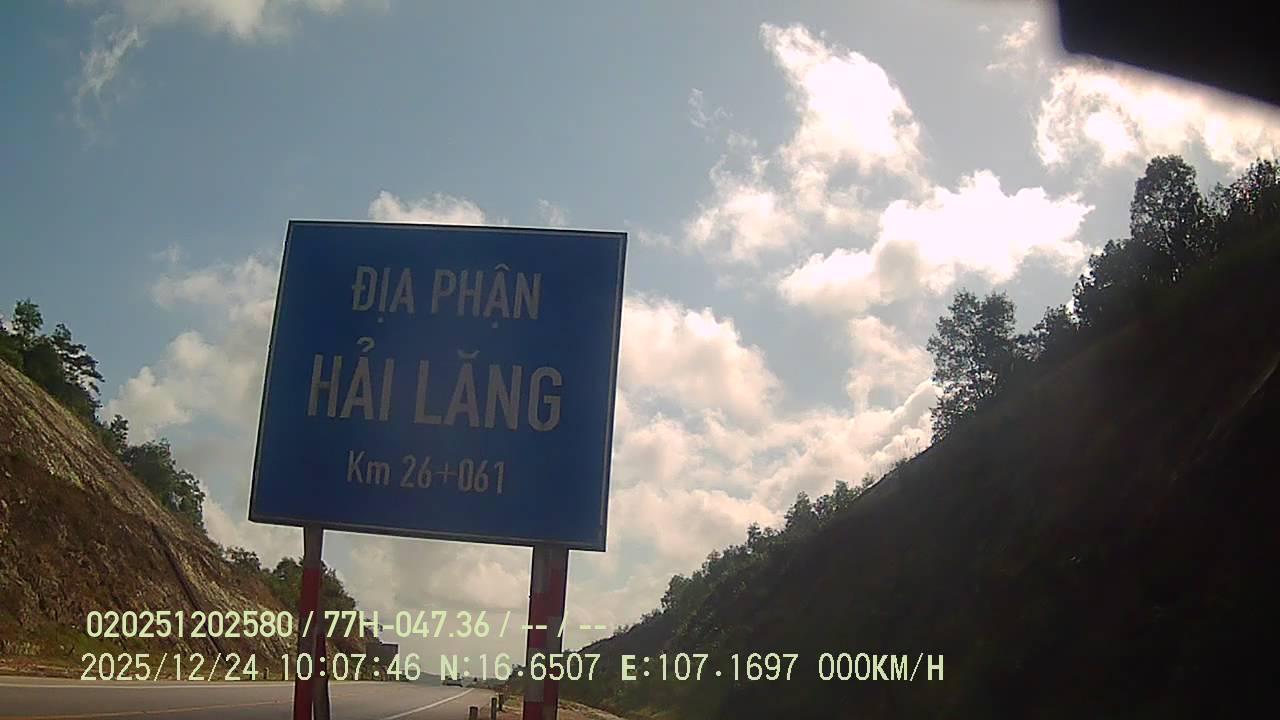 ĐỊA PHẬN
HẢI LĂNG
Km 26+061
020251202580 / 77H-047.36 / -- / --
2025/12/24 10:07:46 N:16.6507 E:107.1697 000KM/H